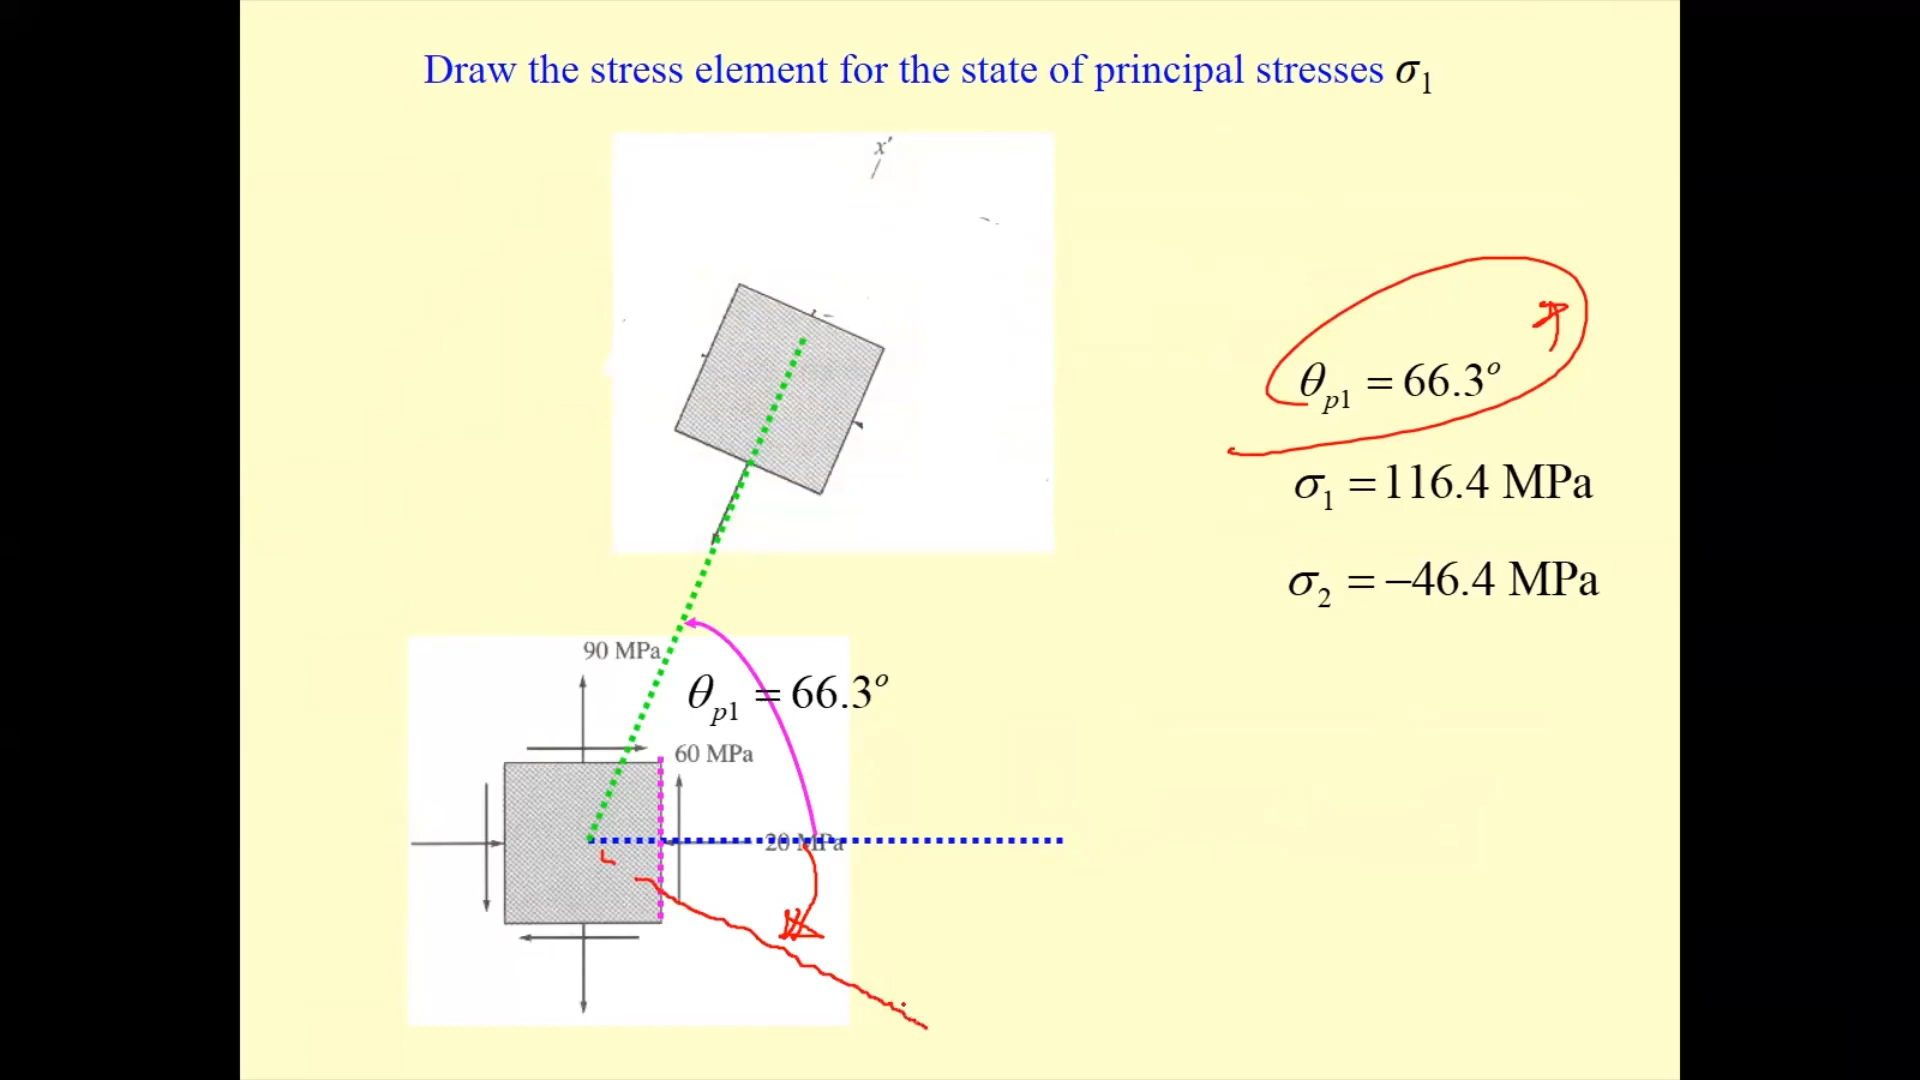 Draw the stress element for the state of principal stresses σ₁
x′
θₚ₁ = 66.3°
σ₁ = 116.4 MPa
σ₂ = −46.4 MPa
90 MPa
θₚ₁ = 66.3°
60 MPa
20 MPa